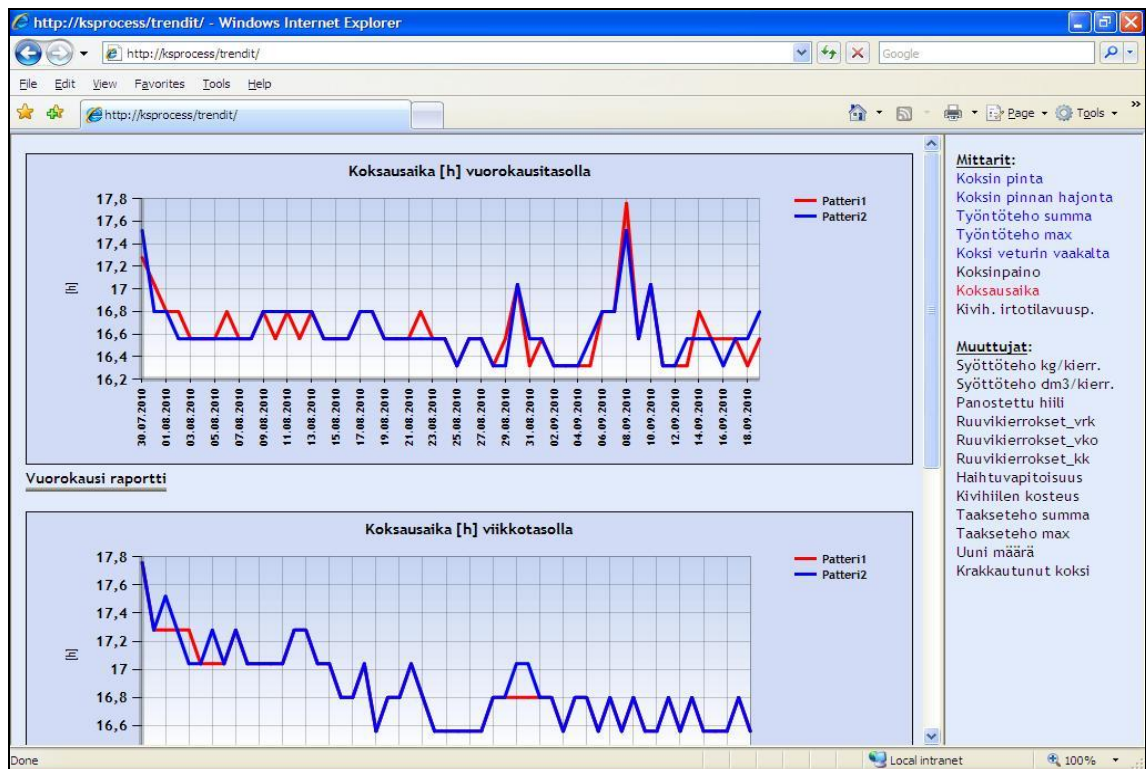 http://ksprocess/trendit/ - Windows Internet Explorer
http://ksprocess/trendit/
Google
File Edit View Favorites Tools Help
http://ksprocess/trendit/
Page Tools »
Koksausaika [h] vuorokausitasolla
17,8
17,6
17,4
17,2
17
16,8
16,6
16,4
16,2
[h]
30.07.2010 01.08.2010 03.08.2010 05.08.2010 07.08.2010 09.08.2010 11.08.2010 13.08.2010 15.08.2010 17.08.2010 19.08.2010 21.08.2010 23.08.2010 25.08.2010 27.08.2010 29.08.2010 31.08.2010 02.09.2010 04.09.2010 06.09.2010 08.09.2010 10.09.2010 12.09.2010 14.09.2010 16.09.2010 18.09.2010
Patteri1
Patteri2
Vuorokausi raportti
Koksausaika [h] viikkotasolla
17,8
17,6
17,4
17,2
17
16,8
16,6
[h]
Patteri1
Patteri2
Mittarit:
Koksin pinta
Koksin pinnan hajonta
Työntöteho summa
Työntöteho max
Koksi veturin vaakalta
Koksinpaino
Koksausaika
Kivih. irtotilavuusp.
Muuttujat:
Syöttöteho kg/kierr.
Syöttöteho dm3/kierr.
Panostettu hiili
Ruuvikierrokset_vrk
Ruuvikierrokset_vko
Ruuvikierrokset_kk
Haihtuvapitoisuus
Kivihiilen kosteus
Taakseteho summa
Taakseteho max
Uuni määrä
Krakkautunut koksi
Done
Local intranet
100%